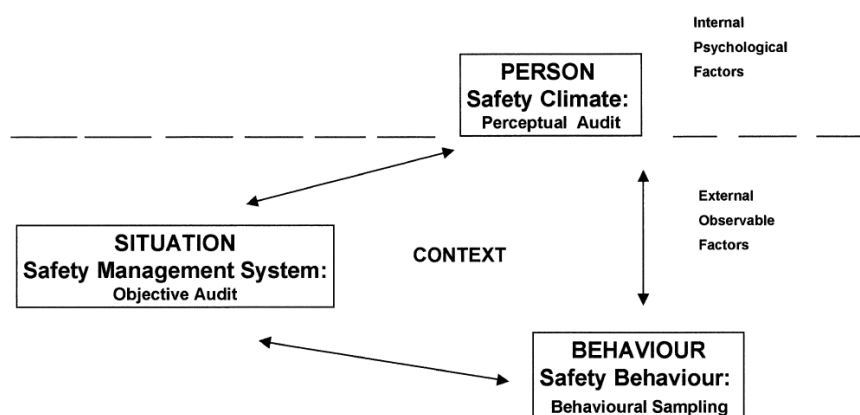 Internal
Psychological
Factors
PERSON
Safety Climate:
Perceptual Audit
External
Observable
Factors
SITUATION
Safety Management System:
Objective Audit
CONTEXT
BEHAVIOUR
Safety Behaviour:
Behavioural Sampling